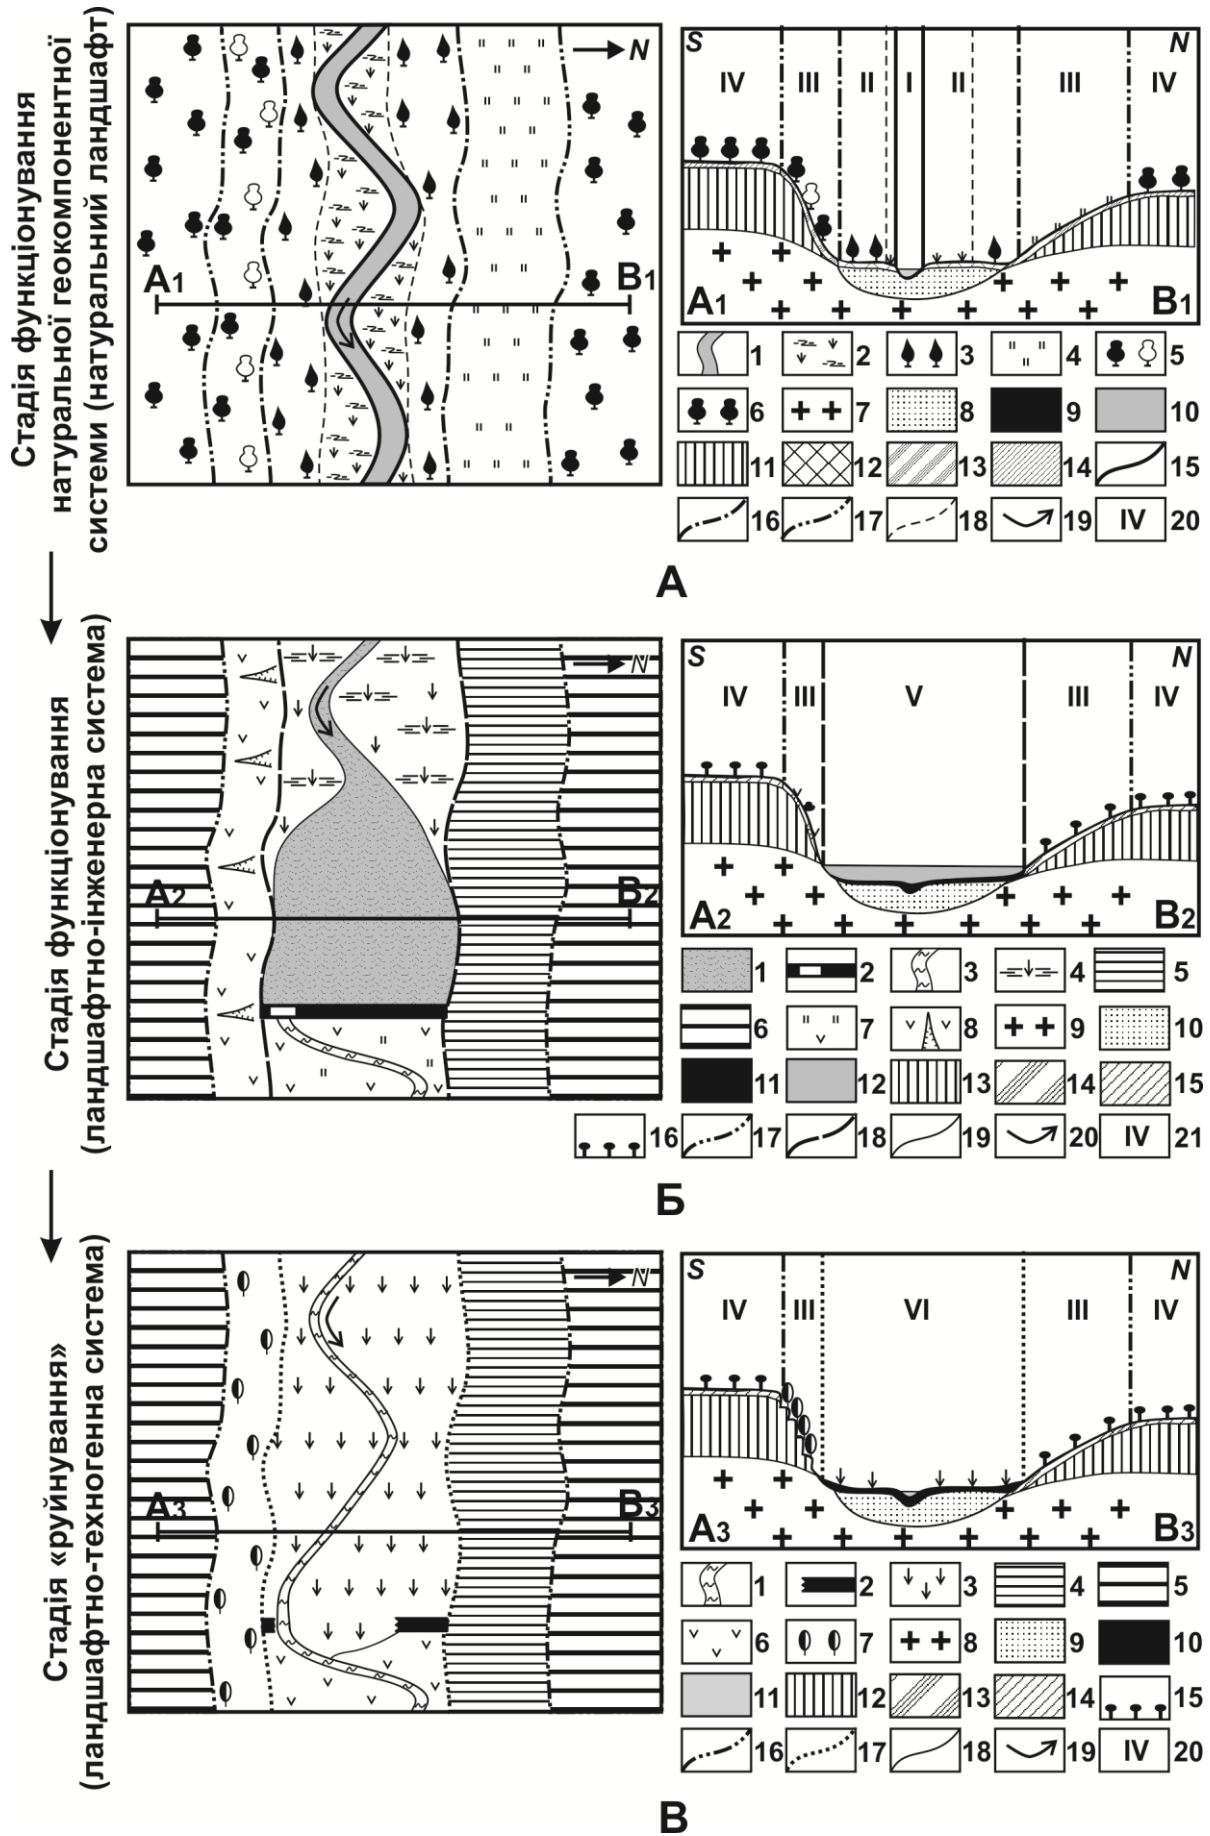 Стадія функціонування
натуральної геокомпонентної
системи (натуральний ландшафт)
N
A1 B1
S N
IV III II I II III IV
A1 B1
1 2 3 4 5
6 7 8 9 10
11 12 13 14 15
16 17 18 19 IV 20
А
Стадія функціонування
(ландшафтно-інженерна система)
N
A2 B2
S N
IV III V III IV
A2 B2
1 2 3 4 5
6 7 8 9 10
11 12 13 14 15
16 17 18 19 20 IV 21
Б
Стадія «руйнування»
(ландшафтно-техногенна система)
N
A3 B3
S N
IV III VI III IV
A3 B3
1 2 3 4 5
6 7 8 9 10
11 12 13 14 15
16 17 18 19 IV 20
В